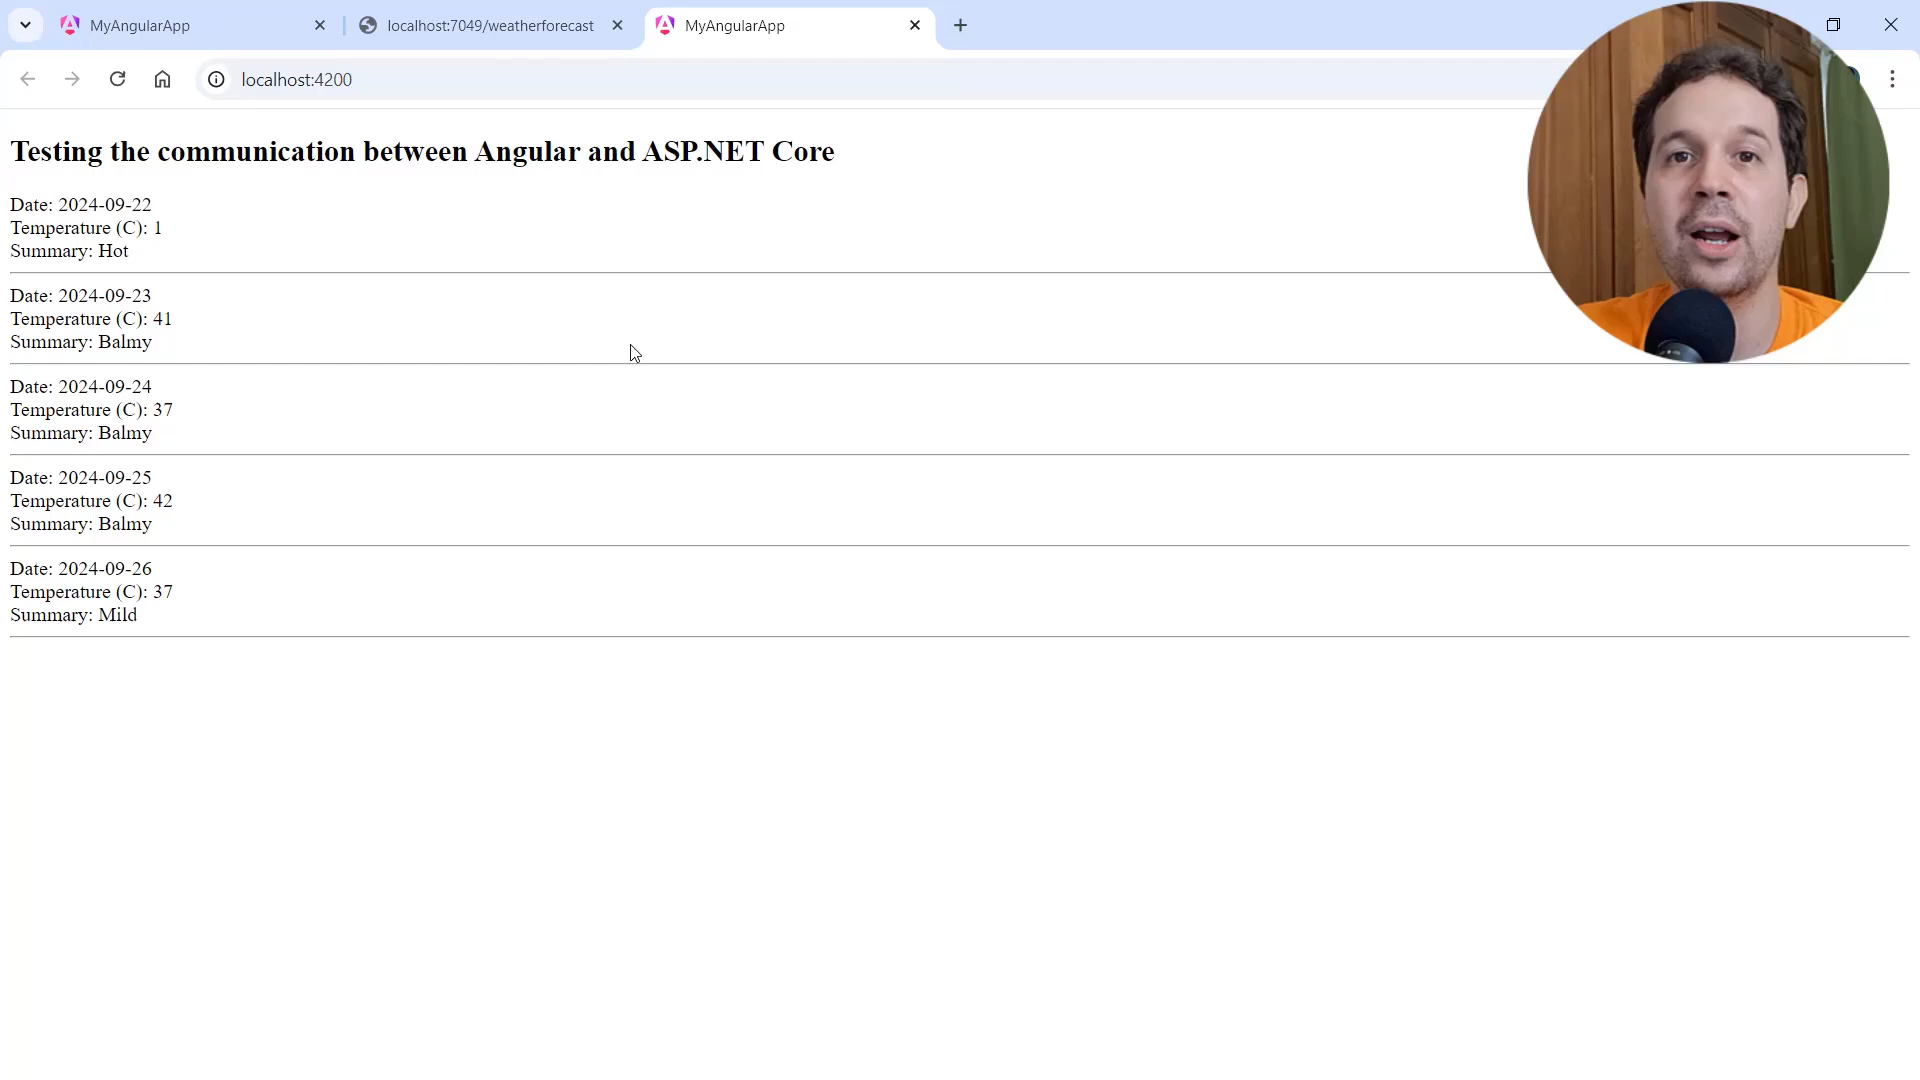 MyAngularApp
localhost:7049/weatherforecast
MyAngularApp
localhost:4200
Testing the communication between Angular and ASP.NET Core
Date: 2024-09-22
Temperature (C): 1
Summary: Hot
Date: 2024-09-23
Temperature (C): 41
Summary: Balmy
Date: 2024-09-24
Temperature (C): 37
Summary: Balmy
Date: 2024-09-25
Temperature (C): 42
Summary: Balmy
Date: 2024-09-26
Temperature (C): 37
Summary: Mild